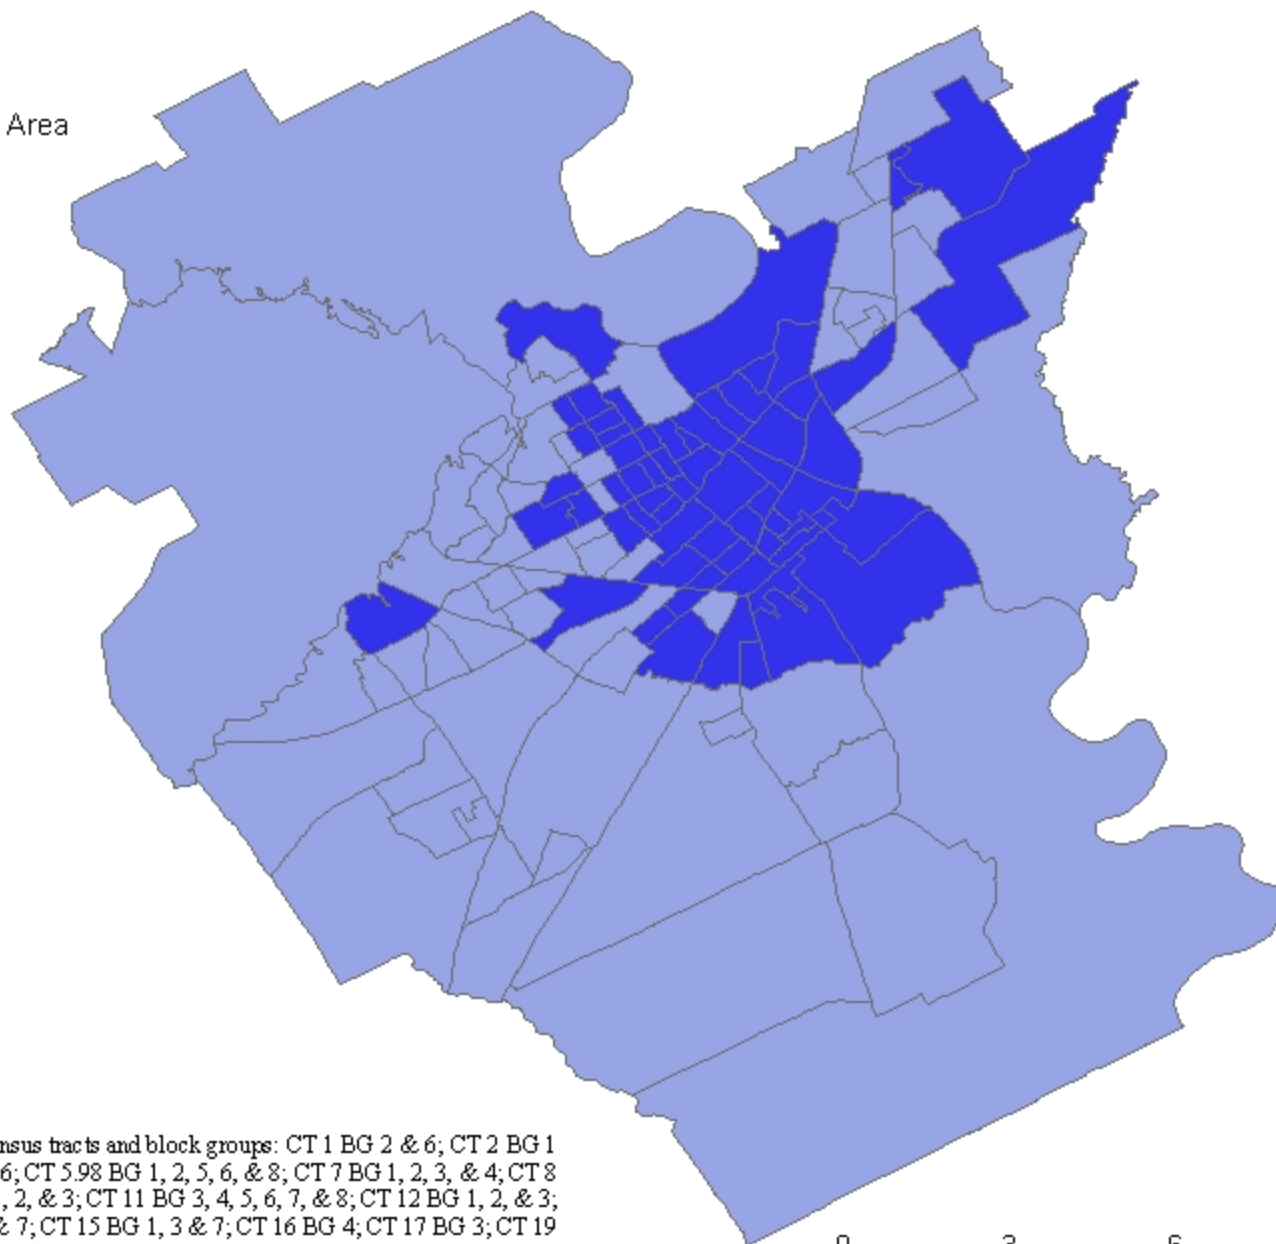 Area
nsus tracts and block groups: CT 1 BG 2 & 6; CT 2 BG 1
6; CT 5.98 BG 1, 2, 5, 6, & 8; CT 7 BG 1, 2, 3, & 4; CT 8
, 2, & 3; CT 11 BG 3, 4, 5, 6, 7, & 8; CT 12 BG 1, 2, & 3;
& 7; CT 15 BG 1, 3 & 7; CT 16 BG 4; CT 17 BG 3; CT 19